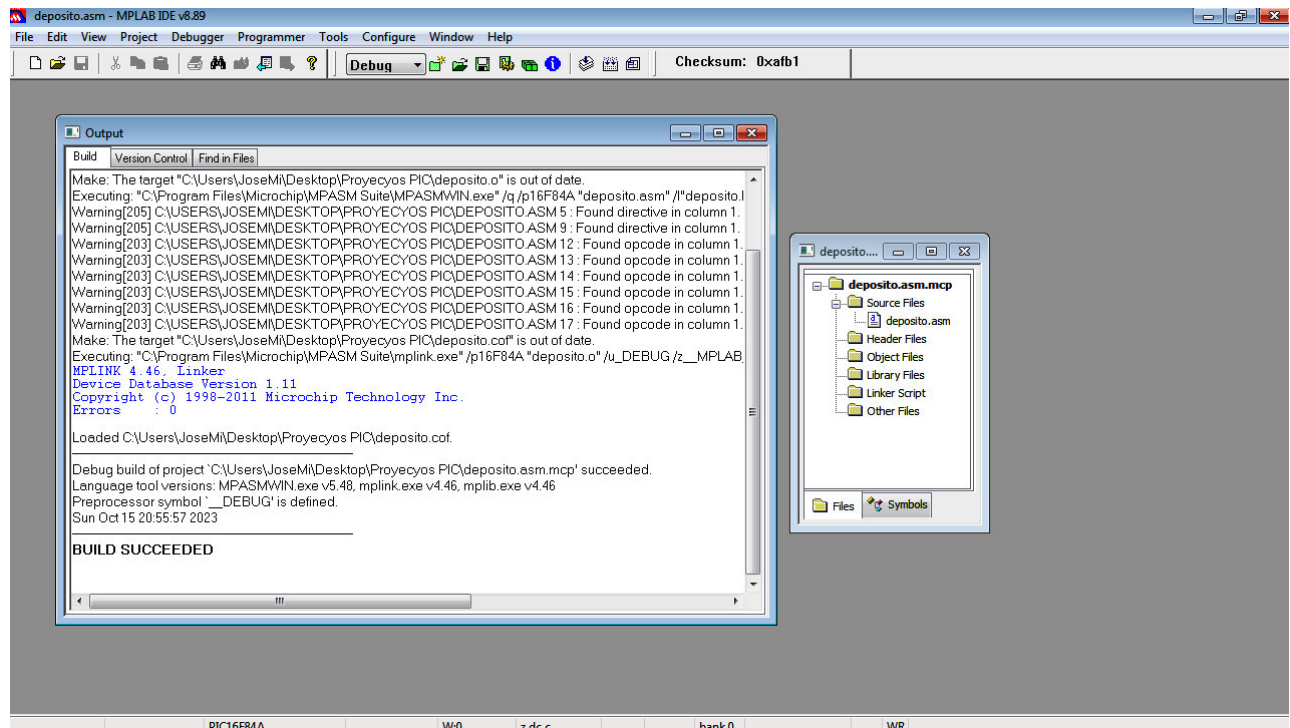 deposito.asm - MPLAB IDE v8.89
File Edit View Project Debugger Programmer Tools Configure Window Help
Debug Checksum: 0xafb1
Output
Build Version Control Find in Files
Make: The target "C:\Users\JoseMi\Desktop\Proyecyos PIC\deposito.o" is out of date.
Executing: "C:\Program Files\Microchip\MPASM Suite\MPASMWIN.exe" /q /p16F84A "deposito.asm" /l"deposito.l
Warning[205] C:\USERS\JOSEMI\DESKTOP\PROYECYOS PIC\DEPOSITO.ASM 5 : Found directive in column 1.
Warning[205] C:\USERS\JOSEMI\DESKTOP\PROYECYOS PIC\DEPOSITO.ASM 9 : Found directive in column 1.
Warning[203] C:\USERS\JOSEMI\DESKTOP\PROYECYOS PIC\DEPOSITO.ASM 12 : Found opcode in column 1.
Warning[203] C:\USERS\JOSEMI\DESKTOP\PROYECYOS PIC\DEPOSITO.ASM 13 : Found opcode in column 1.
Warning[203] C:\USERS\JOSEMI\DESKTOP\PROYECYOS PIC\DEPOSITO.ASM 14 : Found opcode in column 1.
Warning[203] C:\USERS\JOSEMI\DESKTOP\PROYECYOS PIC\DEPOSITO.ASM 15 : Found opcode in column 1.
Warning[203] C:\USERS\JOSEMI\DESKTOP\PROYECYOS PIC\DEPOSITO.ASM 16 : Found opcode in column 1.
Warning[203] C:\USERS\JOSEMI\DESKTOP\PROYECYOS PIC\DEPOSITO.ASM 17 : Found opcode in column 1.
Make: The target "C:\Users\JoseMi\Desktop\Proyecyos PIC\deposito.cof" is out of date.
Executing: "C:\Program Files\Microchip\MPASM Suite\mplink.exe" /p16F84A "deposito.o" /u_DEBUG /z__MPLAB_
MPLINK 4.46, Linker
Device Database Version 1.11
Copyright (c) 1998-2011 Microchip Technology Inc.
Errors : 0
Loaded C:\Users\JoseMi\Desktop\Proyecyos PIC\deposito.cof.
Debug build of project `C:\Users\JoseMi\Desktop\Proyecyos PIC\deposito.asm.mcp' succeeded.
Language tool versions: MPASMWIN.exe v5.48, mplink.exe v4.46, mplib.exe v4.46
Preprocessor symbol `__DEBUG' is defined.
Sun Oct 15 20:55:57 2023
BUILD SUCCEEDED
deposito....
deposito.asm.mcp
Source Files
deposito.asm
Header Files
Object Files
Library Files
Linker Script
Other Files
Files Symbols
PIC16F84A W:0 z dc c bank 0 WR